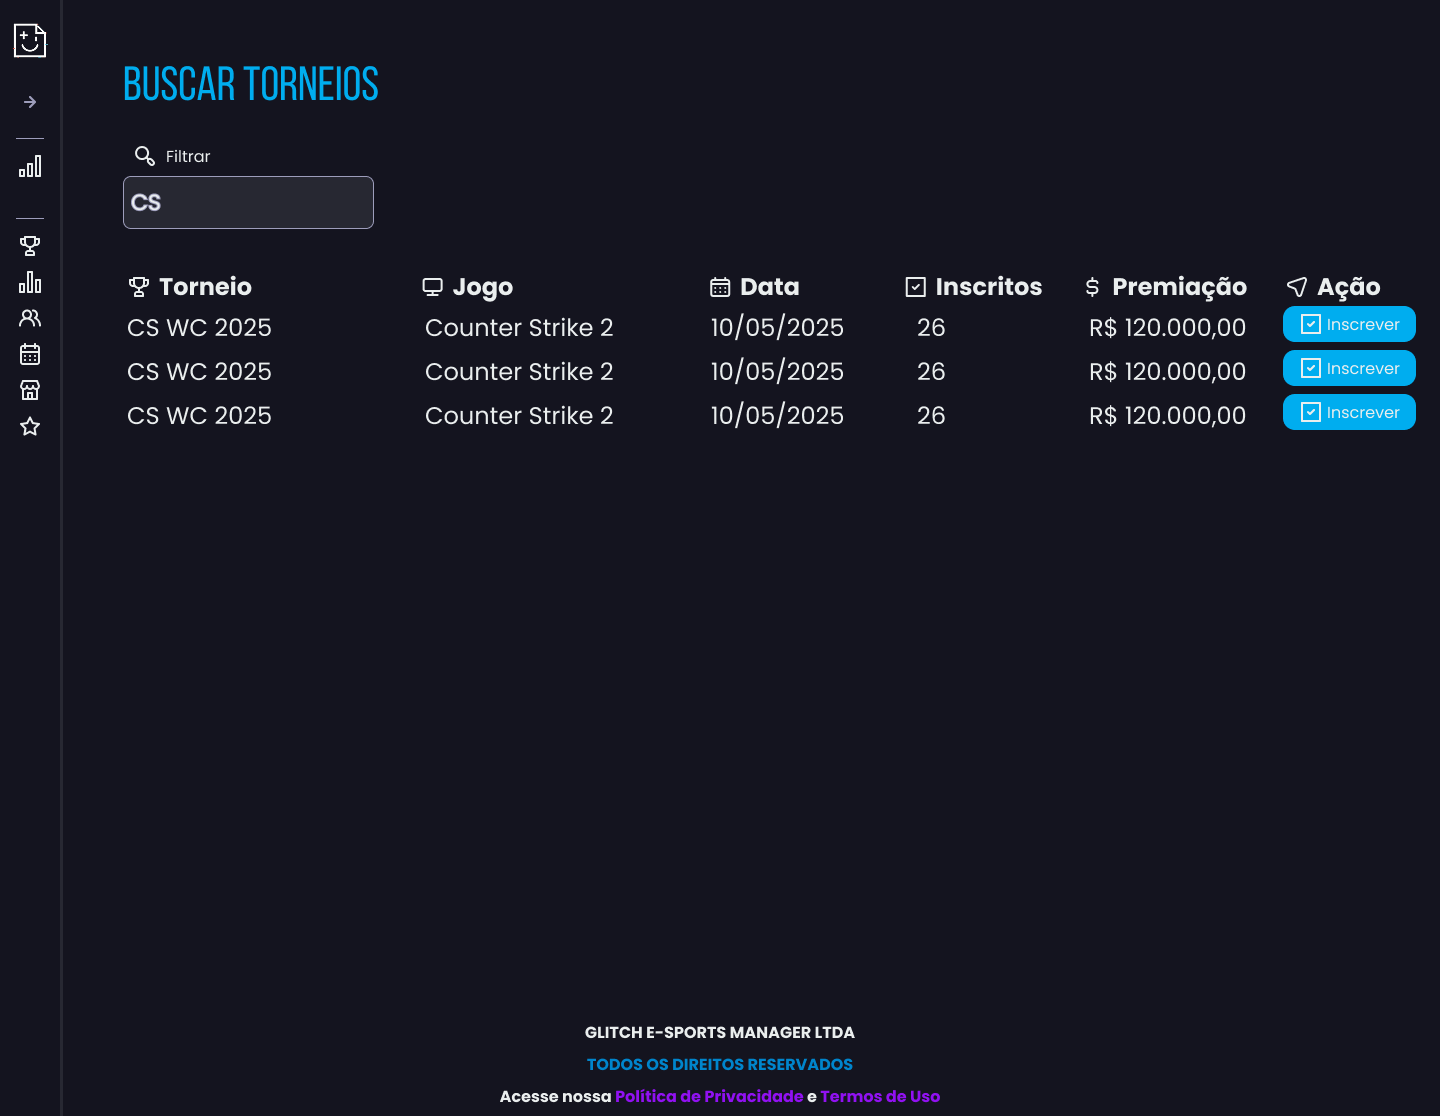 BUSCAR TORNEIOS
Filtrar
CS
Torneio Jogo Data Inscritos Premiação Ação
CS WC 2025 Counter Strike 2 10/05/2025 26 R$ 120.000,00 Inscrever
CS WC 2025 Counter Strike 2 10/05/2025 26 R$ 120.000,00 Inscrever
CS WC 2025 Counter Strike 2 10/05/2025 26 R$ 120.000,00 Inscrever
GLITCH E-SPORTS MANAGER LTDA
TODOS OS DIREITOS RESERVADOS
Acesse nossa Política de Privacidade e Termos de Uso